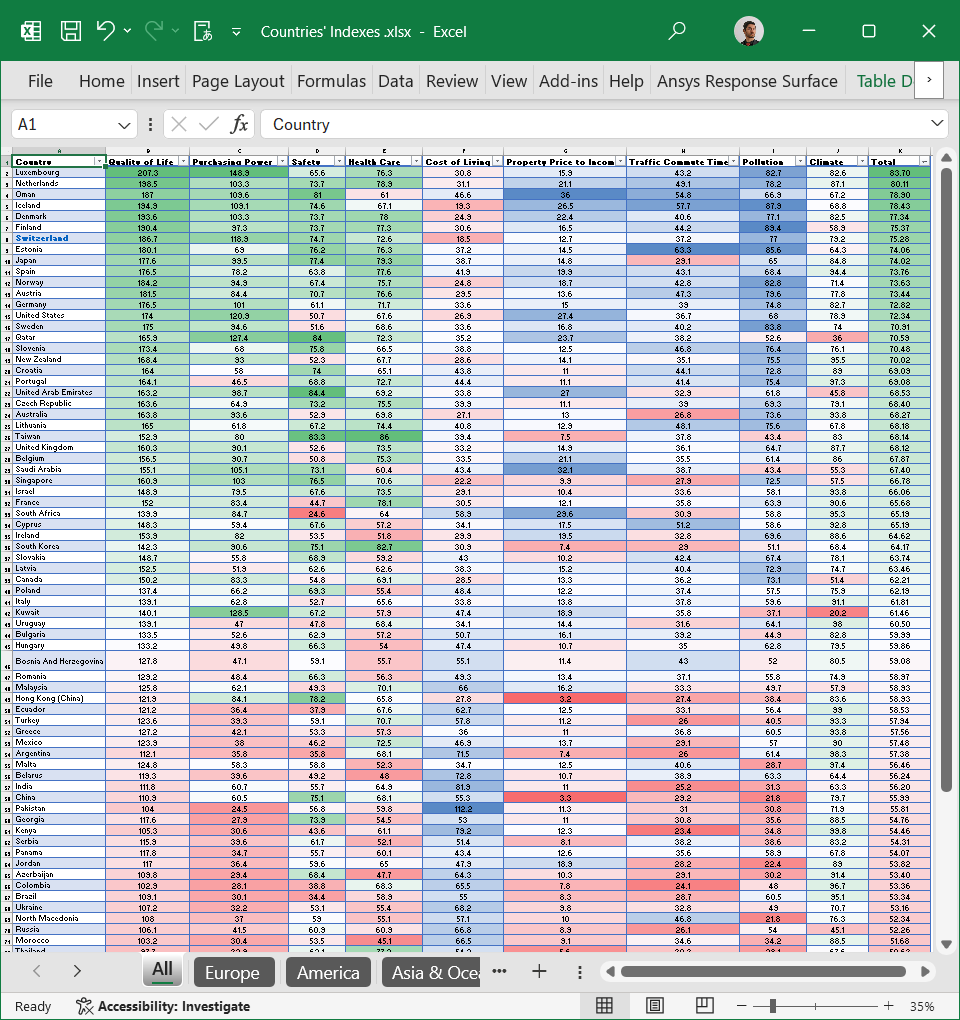 Countries' Indexes .xlsx - Excel
File Home Insert Page Layout Formulas Data Review View Add-ins Help Ansys Response Surface Table D
A1 fx Country
A B C D E F G H I J K
1 Country Quality of Life Purchasing Power Safety Health Care Cost of Living Property Price to Incom Traffic Commute Time Pollution Climate Total
2 Luxembourg 207.3 148.9 65.6 76.3 30.8 15.9 43.2 82.7 82.6 83.70
3 Netherlands 198.5 103.3 73.7 78.9 31.1 21.1 49.1 78.2 87.1 80.11
4 Oman 187 109.6 81 61 46.6 36 54.8 66.9 67.2 78.90
5 Iceland 194.9 109.1 74.6 67.1 19.3 26.5 57.7 87.9 68.8 78.43
6 Denmark 193.6 103.3 73.7 78 24.9 22.4 40.6 77.1 82.5 77.34
7 Finland 190.4 97.3 73.7 77.3 30.6 16.5 44.2 89.4 58.9 75.37
8 Switzerland 186.7 118.9 74.7 72.6 18.5 12.7 37.2 77 79.2 75.28
9 Estonia 180.1 69 76.2 76 37.2 14.5 63.3 85.6 64.3 74.06
10 Japan 177.6 99.5 77.4 79.3 38.7 14.8 29.1 65 84.8 74.02
11 Spain 176.5 78.2 63.8 77.6 41.9 19.9 43.1 68.4 94.4 73.76
12 Norway 184.2 94.9 67.4 75.7 24.8 18.7 42.8 82.8 71.4 73.63
13 Austria 181.5 84.4 70.7 76.6 29.5 13.6 47.3 79.6 77.8 73.44
14 Germany 176.5 101 61.1 71.7 33.6 15 39 74.8 82.7 72.82
15 United States 174 120.9 50.7 67.6 26.9 27.4 36.7 68 78.9 72.34
16 Sweden 175 94.6 51.6 68.6 33.6 16.8 40.2 83.8 74 70.91
17 Qatar 165.9 127.4 84 72.3 35.2 23.7 38.2 52.6 36 70.59
18 Slovenia 173.4 68 75.8 66.5 38.8 12.5 46.8 76.4 76.1 70.48
19 New Zealand 168.4 93 52.3 67.7 28.6 14.1 35.1 75.5 95.5 70.02
20 Croatia 164 58 74 65.1 43.8 11 44.1 72.8 89 69.09
21 Portugal 164.1 46.5 68.8 72.7 44.4 11.1 41.4 75.4 97.3 69.08
22 United Arab Emirates 163.2 98.7 84.4 69.2 33.8 27 32.9 61.8 45.8 68.53
23 Czech Republic 163.6 64.9 73.2 75.5 39.9 11.1 39 69.3 79.1 68.40
24 Australia 163.8 93.6 52.9 69.8 27.1 13 26.8 73.6 93.8 68.27
25 Lithuania 165 61.8 67.2 74.4 40.8 12.9 48.1 75.6 67.8 68.18
26 Taiwan 152.9 80 83.3 86 39.4 7.5 37.8 43.4 83 68.14
27 United Kingdom 160.3 90.1 52.6 73.5 33.2 14.9 36.1 64.7 87.7 68.12
28 Belgium 156.5 90.7 50.8 75.3 33.5 21.1 35.5 61.4 86 67.87
29 Saudi Arabia 155.1 105.1 73.1 60.4 43.4 32.1 38.7 43.4 55.3 67.40
30 Singapore 160.9 103 76.5 70.6 22.2 9.9 27.9 72.5 57.5 66.78
31 Israel 148.9 79.5 67.6 73.5 29.1 10.4 33.6 58.1 93.8 66.06
32 France 152 83.4 44.7 78.1 30.5 12.1 35.8 63.9 90.6 65.68
33 South Africa 139.9 84.7 24.6 64 58.9 29.6 30.9 58.8 95.3 65.19
34 Cyprus 148.3 59.4 67.6 57.2 34.1 17.5 51.2 58.6 92.8 65.19
35 Ireland 153.9 82 53.5 51.8 29.9 19.5 32.8 69.6 88.6 64.62
36 South Korea 142.3 90.6 75.1 82.7 30.9 7.4 29 51.1 68.4 64.17
37 Slovakia 148.7 55.8 68.9 59.2 43 10.2 42.4 67.4 78.1 63.74
38 Latvia 152.5 51.9 62.6 62.6 38.3 15.2 40.4 72.9 74.7 63.46
39 Canada 150.2 83.3 54.8 69.1 28.5 13.3 36.2 73.1 51.4 62.21
40 Poland 137.4 66.2 69.3 55.4 48.4 12.2 37.4 57.5 75.9 62.19
41 Italy 139.1 62.8 52.7 65.6 33.8 13.8 37.8 59.6 91.1 61.81
42 Kuwait 140.1 128.5 67.2 57.9 47.4 18.9 35.8 37.1 20.2 61.46
43 Uruguay 139.1 47 47.8 68.4 34.1 14.4 31.6 64.1 98 60.50
44 Bulgaria 133.5 52.6 62.9 57.2 50.7 16.1 39.2 44.9 82.8 59.99
45 Hungary 133.2 49.8 66.3 54 47.4 10.7 35 62.8 79.5 59.86
46 Bosnia And Herzegovina 127.8 47.1 59.1 55.7 55.1 11.4 43 52 80.5 59.08
47 Romania 129.2 48.4 66.3 56.3 49.3 13.4 37.1 55.8 74.9 58.97
48 Malaysia 125.8 62.1 49.3 70.1 66 16.2 33.3 49.7 57.9 58.93
49 Hong Kong (China) 121.9 84.1 78.2 65.8 27.8 3.2 27.4 38.4 83.6 58.93
50 Ecuador 121.2 36.4 37.9 67.6 62.7 12.5 33.1 56.4 99 58.53
51 Turkey 123.6 39.3 59.1 70.7 57.8 11.2 26 40.5 93.3 57.94
52 Greece 127.2 42.1 53.3 57.3 36 11 36.8 60.5 93.8 57.56
53 Mexico 123.9 38 46.2 72.5 46.9 13.7 29.1 57 90 57.48
54 Argentina 112.1 35.8 35.8 68.1 71.5 7.4 26 61.4 98.3 57.38
55 Malta 124.8 58.3 58.8 52.3 34.7 12.5 40.6 28.7 97.4 56.46
56 Belarus 119.3 39.6 49.2 48 72.8 10.7 38.9 63.3 64.4 56.24
57 India 111.8 60.7 55.7 64.9 81.9 11 25.2 31.3 63.3 56.20
58 China 110.9 60.5 75.1 68.1 55.3 3.3 29.2 21.8 79.7 55.99
59 Pakistan 104 24.5 56.8 59.8 112.2 11.3 31 30.8 71.9 55.81
60 Georgia 117.6 27.9 73.9 54.5 53 11 30.8 35.6 88.5 54.76
61 Kenya 105.3 30.6 43.6 61.1 79.2 12.3 23.4 34.8 99.8 54.46
62 Serbia 115.9 39.6 61.7 52.1 51.4 8.1 38.2 38.6 83.2 54.31
63 Panama 117.8 34.7 55.7 60.1 43.4 12.6 35.6 58.9 67.8 54.07
64 Jordan 117 36.4 59.6 65 47.9 18.9 28.2 22.4 89 53.82
65 Azerbaijan 109.8 29.4 68.4 47.7 64.3 10.3 29.1 30.2 91.4 53.40
66 Colombia 102.9 28.1 38.8 68.3 65.5 7.8 24.1 48 96.7 53.36
67 Brazil 109.1 30.1 34.4 58.9 55 8.3 28.7 60.5 95.1 53.34
68 Ukraine 107.2 32.2 53.1 55.4 68.2 9.8 32.8 49 70.7 53.16
69 North Macedonia 108 37 59 55.1 57.1 10 46.8 21.8 76.3 52.34
70 Russia 106.1 41.5 60.9 60.9 66.8 8.9 26.1 54 45.1 52.26
71 Morocco 103.2 30.4 53.5 45.1 66.5 9.1 34.6 34.2 88.5 51.68
All Europe America Asia & Oce
Ready Accessibility: Investigate 35%